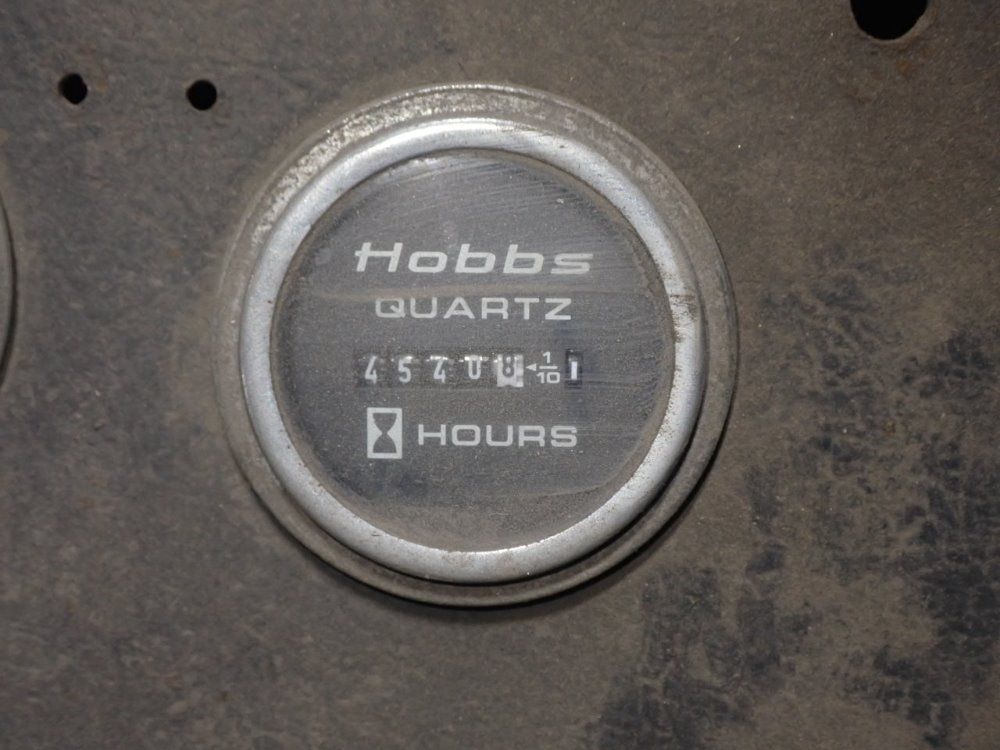 Hobbs
QUARTZ
45408 ◄ 1/10
HOURS